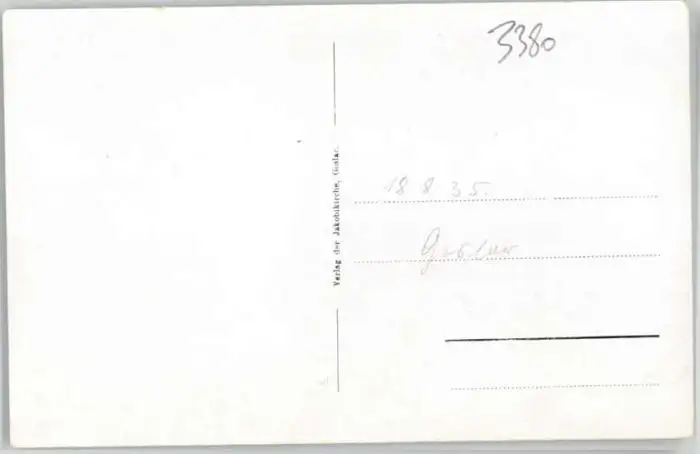 3380
Verlag der Jakobikirche, Goslar.
18 8 35.
Goslar